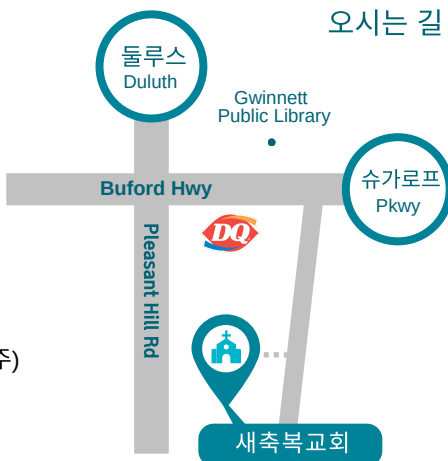 오시는 길
둘루스
Duluth
Gwinnett
Public Library
Buford Hwy
슈가로프
Pkwy
DQ
Pleasant Hill Rd
주)
새축복교회